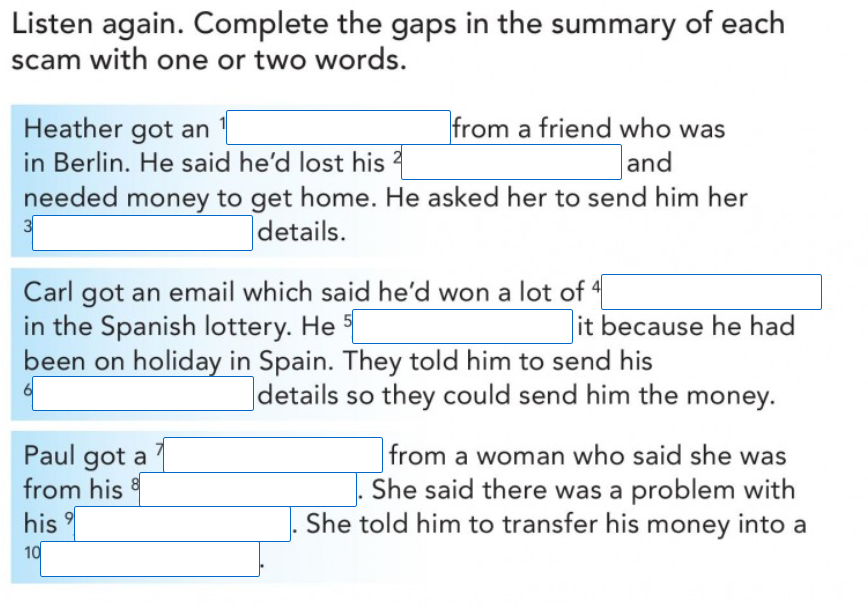 Listen again. Complete the gaps in the summary of each
scam with one or two words.
Heather got an 1 from a friend who was
in Berlin. He said he’d lost his 2 and
needed money to get home. He asked her to send him her
3 details.
Carl got an email which said he’d won a lot of 4
in the Spanish lottery. He 5 it because he had
been on holiday in Spain. They told him to send his
6 details so they could send him the money.
Paul got a 7 from a woman who said she was
from his 8 . She said there was a problem with
his 9 . She told him to transfer his money into a
10 .